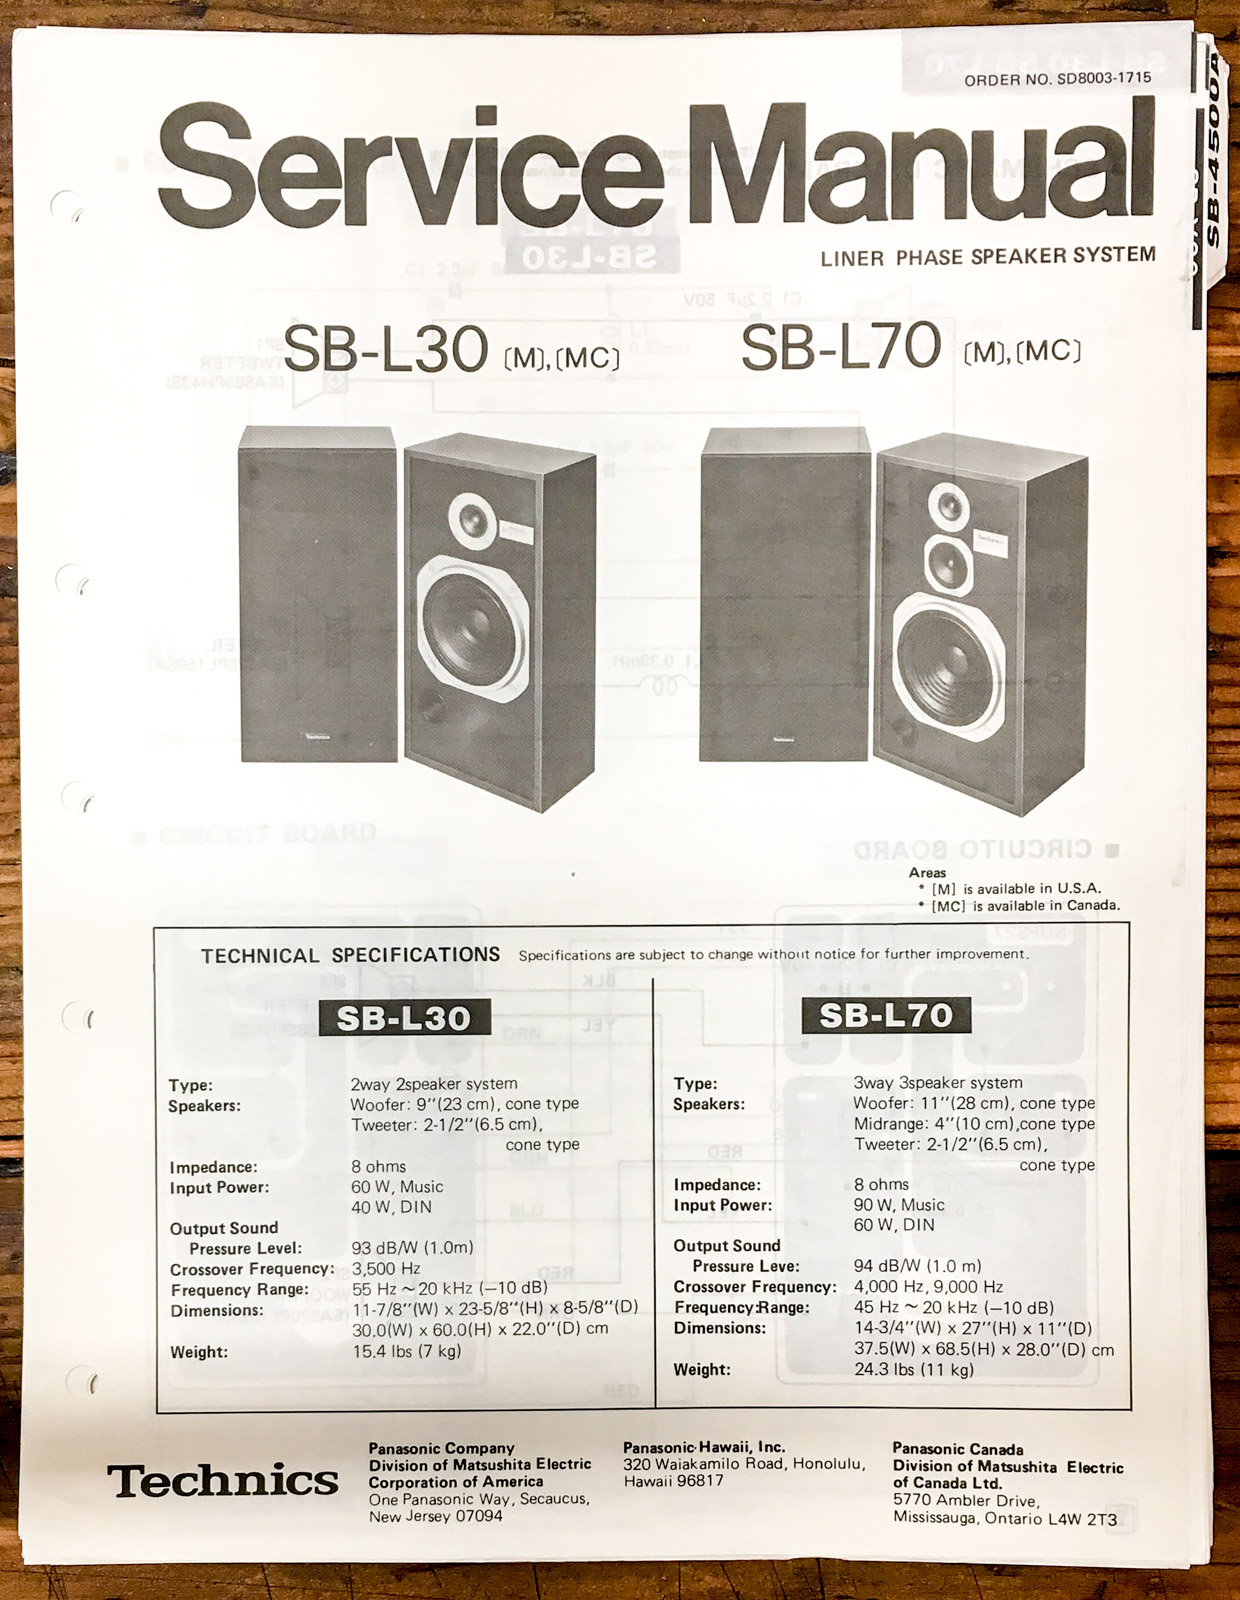 ORDER NO. SD8003-1715
Service Manual
LINER PHASE SPEAKER SYSTEM
SB-L30 [M],[MC]
SB-L70 [M],[MC]
SB-4500A
Technics
Technics
Technics
Areas
* [M] is available in U.S.A.
* [MC] is available in Canada.
TECHNICAL SPECIFICATIONS Specifications are subject to change without notice for further improvement.
SB-L30
Type: 2way 2speaker system
Speakers: Woofer: 9''(23 cm), cone type
Tweeter: 2-1/2''(6.5 cm),
cone type
Impedance: 8 ohms
Input Power: 60 W, Music
40 W, DIN
Output Sound
Pressure Level: 93 dB/W (1.0m)
Crossover Frequency: 3,500 Hz
Frequency Range: 55 Hz ~ 20 kHz (−10 dB)
Dimensions: 11-7/8''(W) x 23-5/8''(H) x 8-5/8''(D)
30.0(W) x 60.0(H) x 22.0''(D) cm
Weight: 15.4 lbs (7 kg)
SB-L70
Type: 3way 3speaker system
Speakers: Woofer: 11''(28 cm), cone type
Midrange: 4''(10 cm),cone type
Tweeter: 2-1/2''(6.5 cm),
cone type
Impedance: 8 ohms
Input Power: 90 W, Music
60 W, DIN
Output Sound
Pressure Leve: 94 dB/W (1.0 m)
Crossover Frequency: 4,000 Hz, 9,000 Hz
Frequency:Range: 45 Hz ~ 20 kHz (−10 dB)
Dimensions: 14-3/4''(W) x 27''(H) x 11''(D)
37.5(W) x 68.5(H) x 28.0''(D) cm
Weight: 24.3 lbs (11 kg)
Technics
Panasonic Company
Division of Matsushita Electric
Corporation of America
One Panasonic Way, Secaucus,
New Jersey 07094
Panasonic Hawaii, Inc.
320 Waiakamilo Road, Honolulu,
Hawaii 96817
Panasonic Canada
Division of Matsushita Electric
of Canada Ltd.
5770 Ambler Drive,
Mississauga, Ontario L4W 2T3